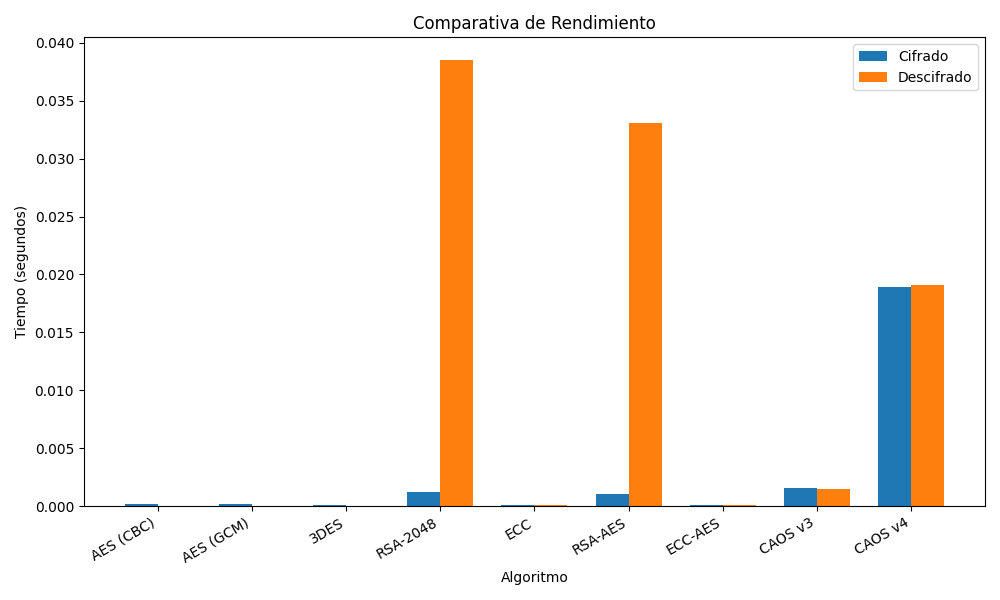 Comparativa de Rendimiento
Cifrado
Descifrado
Tiempo (segundos)
0.040
0.035
0.030
0.025
0.020
0.015
0.010
0.005
0.000
AES (CBC)
AES (GCM)
3DES
RSA-2048
ECC
RSA-AES
ECC-AES
CAOS v3
CAOS v4
Algoritmo